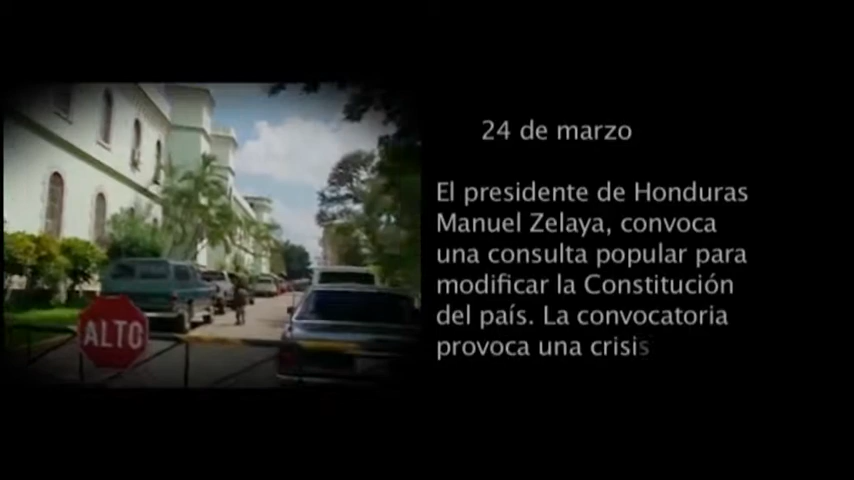 ALTO
24 de marzo
El presidente de Honduras
Manuel Zelaya, convoca
una consulta popular para
modificar la Constitución
del país. La convocatoria
provoca una crisis